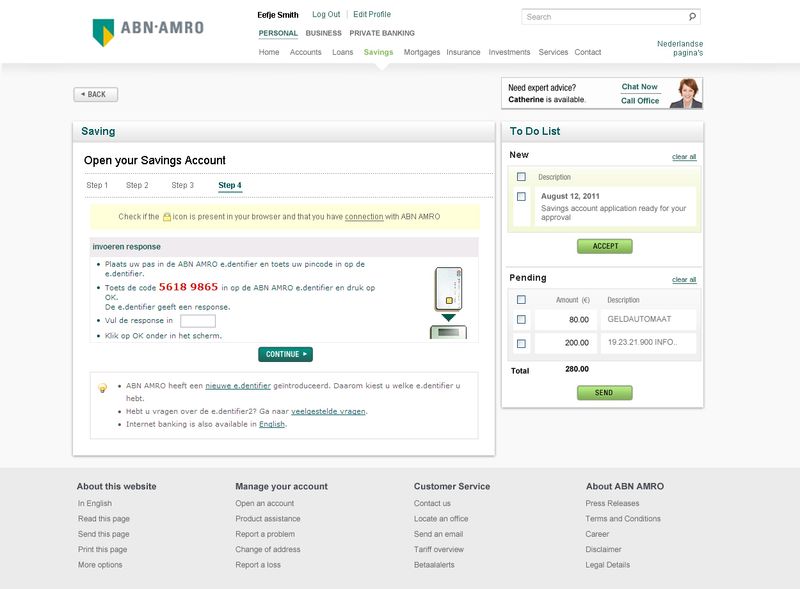 ABN·AMRO
Eefje Smith Log Out Edit Profile
Search
PERSONAL BUSINESS PRIVATE BANKING
Home Accounts Loans Savings Mortgages Insurance Investments Services Contact
Nederlandse
pagina's
BACK
Need expert advice?
Catherine is available.
Chat Now
Call Office
Saving
Open your Savings Account
Step 1 Step 2 Step 3 Step 4
Check if the icon is present in your browser and that you have connection with ABN AMRO
invoeren response
• Plaats uw pas in de ABN AMRO e.dentifier en toets uw pincode in op de
e.dentifier.
• Toets de code 5618 9865 in op de ABN AMRO e.dentifier en druk op
OK.
De e.dentifier geeft een response.
• Vul de response in
• Klik op OK onder in het scherm.
CONTINUE
• ABN AMRO heeft een nieuwe e.dentifier geïntroduceerd. Daarom kiest u welke e.dentifier u
hebt.
• Hebt u vragen over de e.dentifier2? Ga naar veelgestelde vragen.
• Internet banking is also available in English.
To Do List
New clear all
Description
August 12, 2011
Savings account application ready for your
approval
ACCEPT
Pending clear all
Amount (€) Description
80.00 GELDAUTOMAAT
200.00 19.23.21.900 INFO..
Total 280.00
SEND
About this website
In English
Read this page
Send this page
Print this page
More options
Manage your account
Open an account
Product assistance
Report a problem
Change of address
Report a loss
Customer Service
Contact us
Locate an office
Send an email
Tariff overview
Betaalalerts
About ABN AMRO
Press Releases
Terms and Conditions
Career
Disclaimer
Legal Details